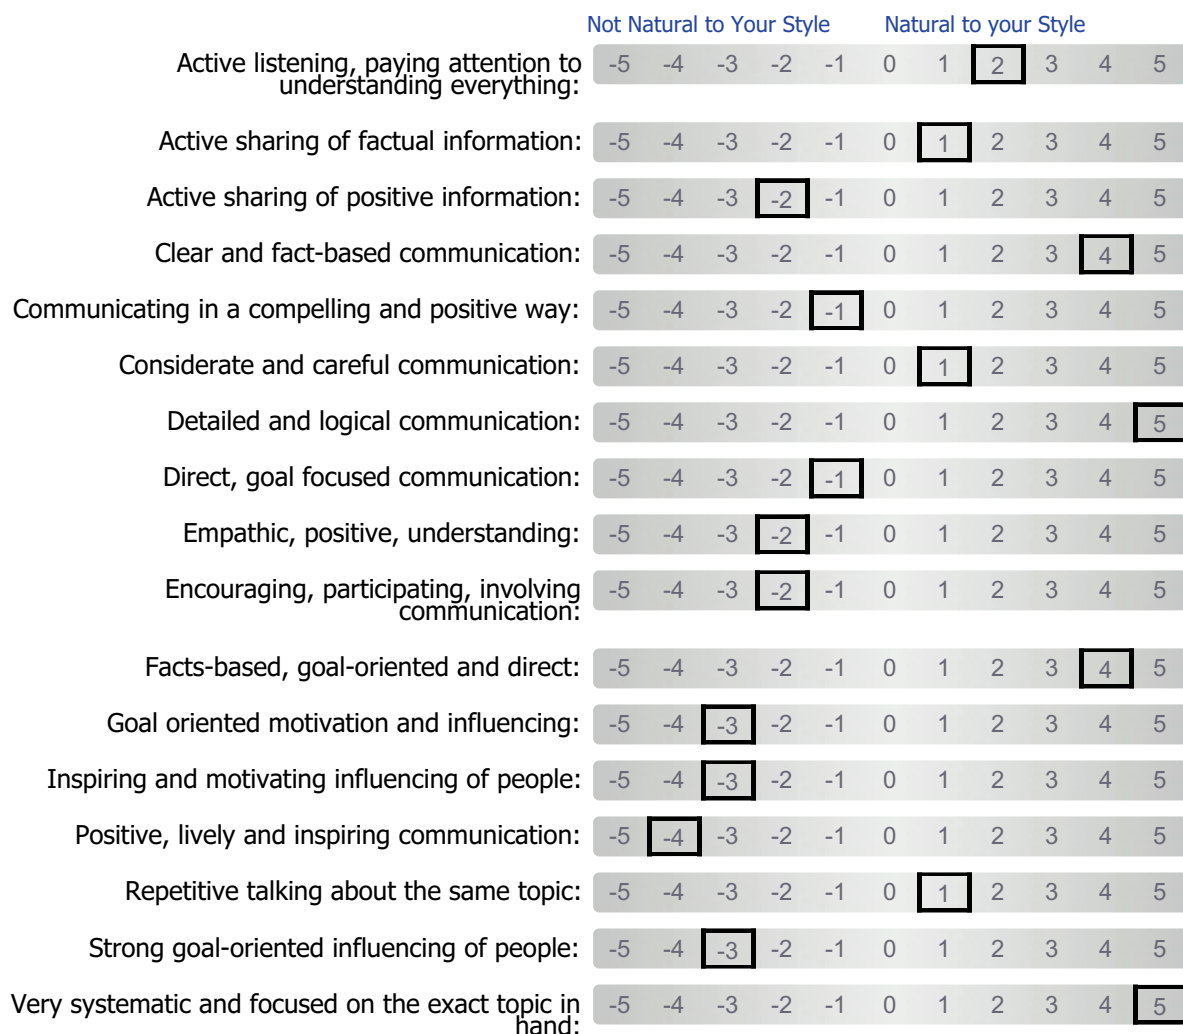 Not Natural to Your Style Natural to your Style
Active listening, paying attention to
understanding everything: -5 -4 -3 -2 -1 0 1 2 3 4 5
Active sharing of factual information: -5 -4 -3 -2 -1 0 1 2 3 4 5
Active sharing of positive information: -5 -4 -3 -2 -1 0 1 2 3 4 5
Clear and fact-based communication: -5 -4 -3 -2 -1 0 1 2 3 4 5
Communicating in a compelling and positive way: -5 -4 -3 -2 -1 0 1 2 3 4 5
Considerate and careful communication: -5 -4 -3 -2 -1 0 1 2 3 4 5
Detailed and logical communication: -5 -4 -3 -2 -1 0 1 2 3 4 5
Direct, goal focused communication: -5 -4 -3 -2 -1 0 1 2 3 4 5
Empathic, positive, understanding: -5 -4 -3 -2 -1 0 1 2 3 4 5
Encouraging, participating, involving
communication: -5 -4 -3 -2 -1 0 1 2 3 4 5
Facts-based, goal-oriented and direct: -5 -4 -3 -2 -1 0 1 2 3 4 5
Goal oriented motivation and influencing: -5 -4 -3 -2 -1 0 1 2 3 4 5
Inspiring and motivating influencing of people: -5 -4 -3 -2 -1 0 1 2 3 4 5
Positive, lively and inspiring communication: -5 -4 -3 -2 -1 0 1 2 3 4 5
Repetitive talking about the same topic: -5 -4 -3 -2 -1 0 1 2 3 4 5
Strong goal-oriented influencing of people: -5 -4 -3 -2 -1 0 1 2 3 4 5
Very systematic and focused on the exact topic in
hand: -5 -4 -3 -2 -1 0 1 2 3 4 5